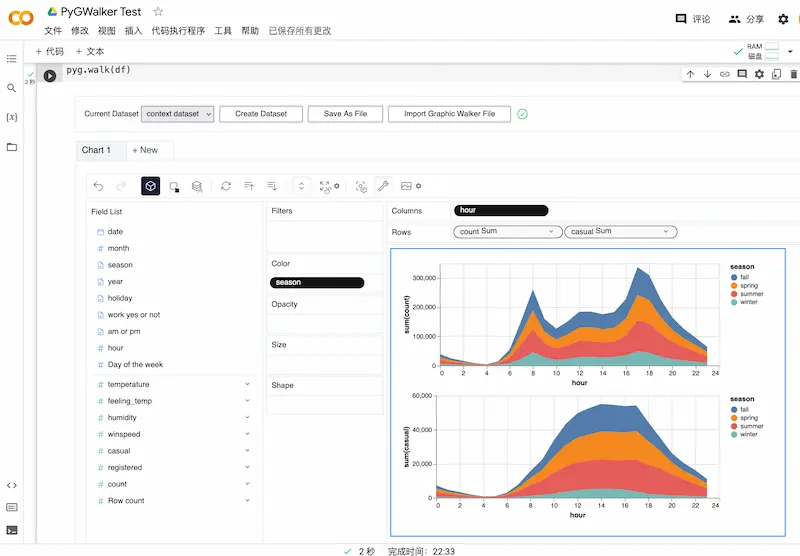 PyGWalker Test
评论
分享
文件 修改 视图 插入 代码执行程序 工具 帮助 已保存所有更改
+ 代码 + 文本
RAM
磁盘
2 秒
pyg.walk(df)
{x}
Current Dataset context dataset Create Dataset Save As File Import Graphic Walker File
Chart 1 + New
Field List
date
month
season
year
holiday
work yes or not
am or pm
hour
Day of the week
temperature
feeling_temp
humidity
winspeed
casual
registered
count
Row count
Filters
Color
season
Opacity
Size
Shape
Columns hour
Rows count Sum casual Sum
300,000
200,000
100,000
0
sum(count)
0 2 4 6 8 10 12 14 16 18 20 22 24
hour
season
fall
spring
summer
winter
60,000
40,000
20,000
0
sum(casual)
0 2 4 6 8 10 12 14 16 18 20 22 24
hour
season
fall
spring
summer
winter
2 秒 完成时间：22:33